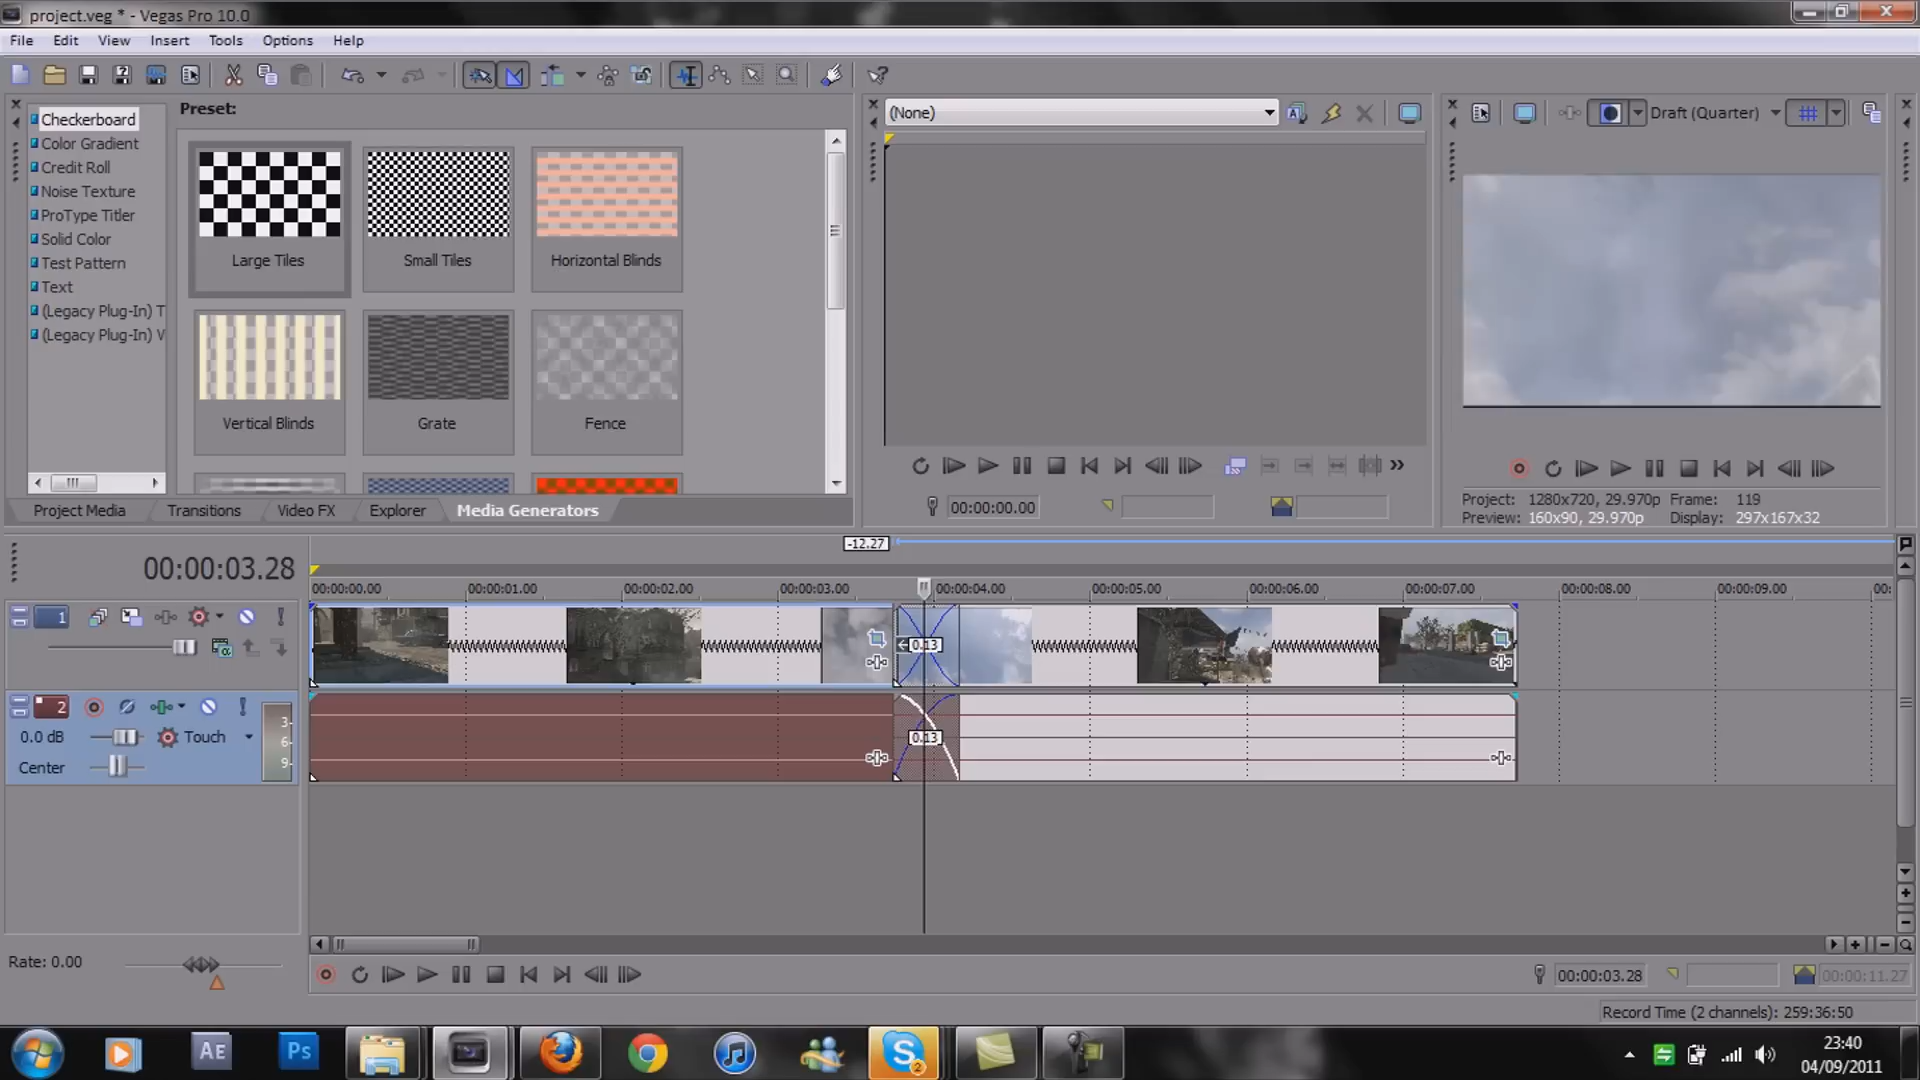 project.veg * - Vegas Pro 10.0
File Edit View Insert Tools Options Help
Checkerboard
Color Gradient
Credit Roll
Noise Texture
ProType Titler
Solid Color
Test Pattern
Text
(Legacy Plug-In) T
(Legacy Plug-In) V
Preset:
Large Tiles
Small Tiles
Horizontal Blinds
Vertical Blinds
Grate
Fence
Project Media
Transitions
Video FX
Explorer
Media Generators
(None)
00:00:00.00
Draft (Quarter)
Project: 1280x720, 29.970p Frame: 119
Preview: 160x90, 29.970p Display: 297x167x32
-12.27
00:00:03.28
00:00:00.00 00:00:01.00 00:00:02.00 00:00:03.00 00:00:04.00 00:00:05.00 00:00:06.00 00:00:07.00 00:00:08.00 00:00:09.00 00:
1
0.13
2
0.0 dB
Touch
Center
3-
6-
9-
0.13
Rate: 0.00
00:00:03.28
00:00:11.27
Record Time (2 channels): 259:36:50
AE
Ps
S
2
23:40
04/09/2011